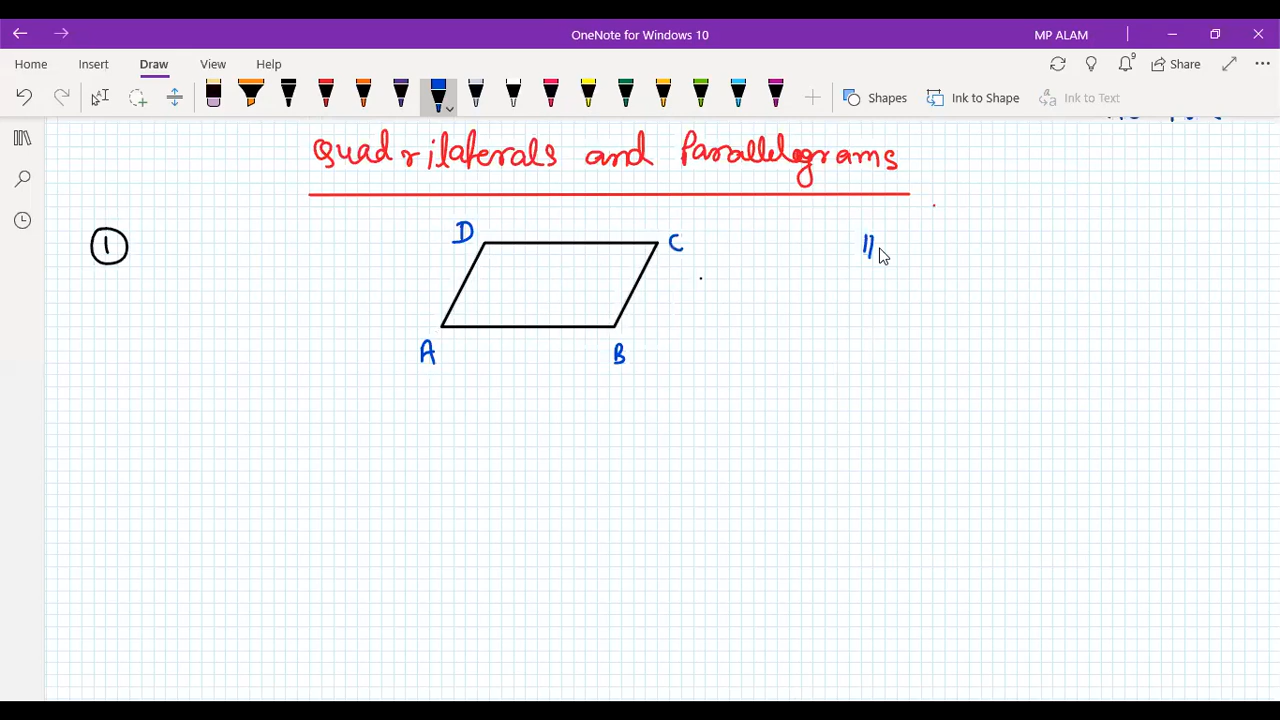 OneNote for Windows 10
MP ALAM
Home Insert Draw View Help
9
Share
Shapes
Ink to Shape
Ink to Text
Quadrilaterals and Parallelograms
1
D
C
||
A
B